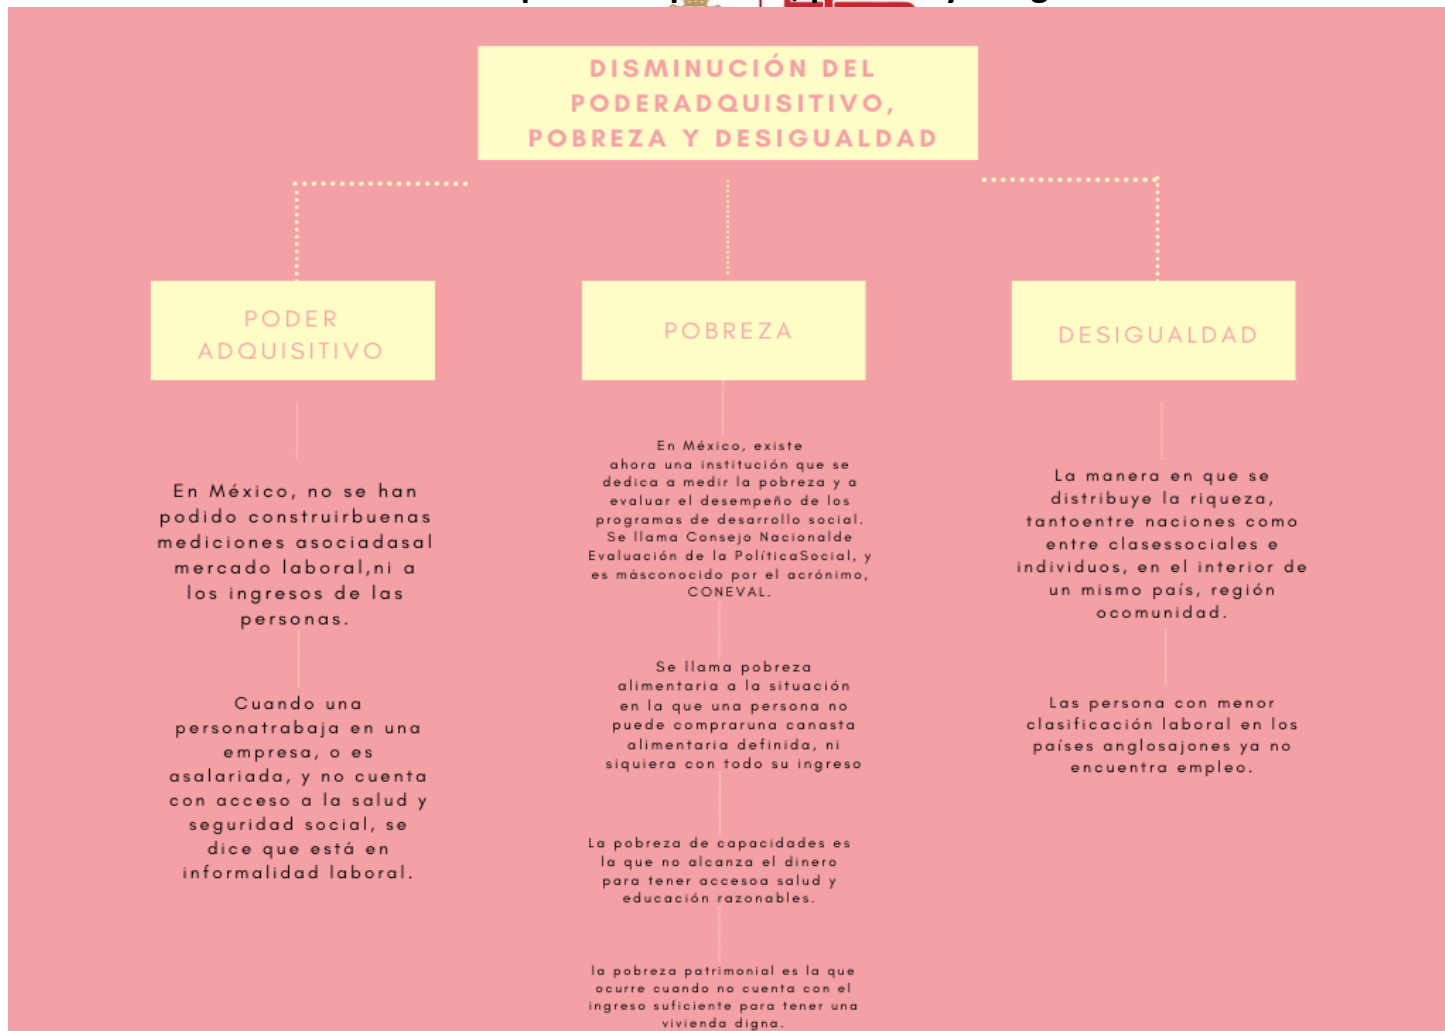 DISMINUCIÓN DEL
PODERADQUISITIVO,
POBREZA Y DESIGUALDAD
PODER
ADQUISITIVO
En México, no se han
podido construirbuenas
mediciones asociadasal
mercado laboral,ni a
los ingresos de las
personas.
Cuando una
personatrabaja en una
empresa, o es
asalariada, y no cuenta
con acceso a la salud y
seguridad social, se
dice que está en
informalidad laboral.
POBREZA
En México, existe
ahora una institución que se
dedica a medir la pobreza y a
evaluar el desempeño de los
programas de desarrollo social.
Se llama Consejo Nacionalde
Evaluación de la PolíticaSocial, y
es másconocido por el acrónimo,
CONEVAL.
Se llama pobreza
alimentaria a la situación
en la que una persona no
puede compraruna canasta
alimentaria definida, ni
siquiera con todo su ingreso
La pobreza de capacidades es
la que no alcanza el dinero
para tener accesoa salud y
educación razonables.
la pobreza patrimonial es la que
ocurre cuando no cuenta con el
ingreso suficiente para tener una
vivienda digna.
DESIGUALDAD
La manera en que se
distribuye la riqueza,
tantoentre naciones como
entre clasessociales e
individuos, en el interior de
un mismo país, región
ocomunidad.
Las persona con menor
clasificación laboral en los
países anglosajones ya no
encuentra empleo.